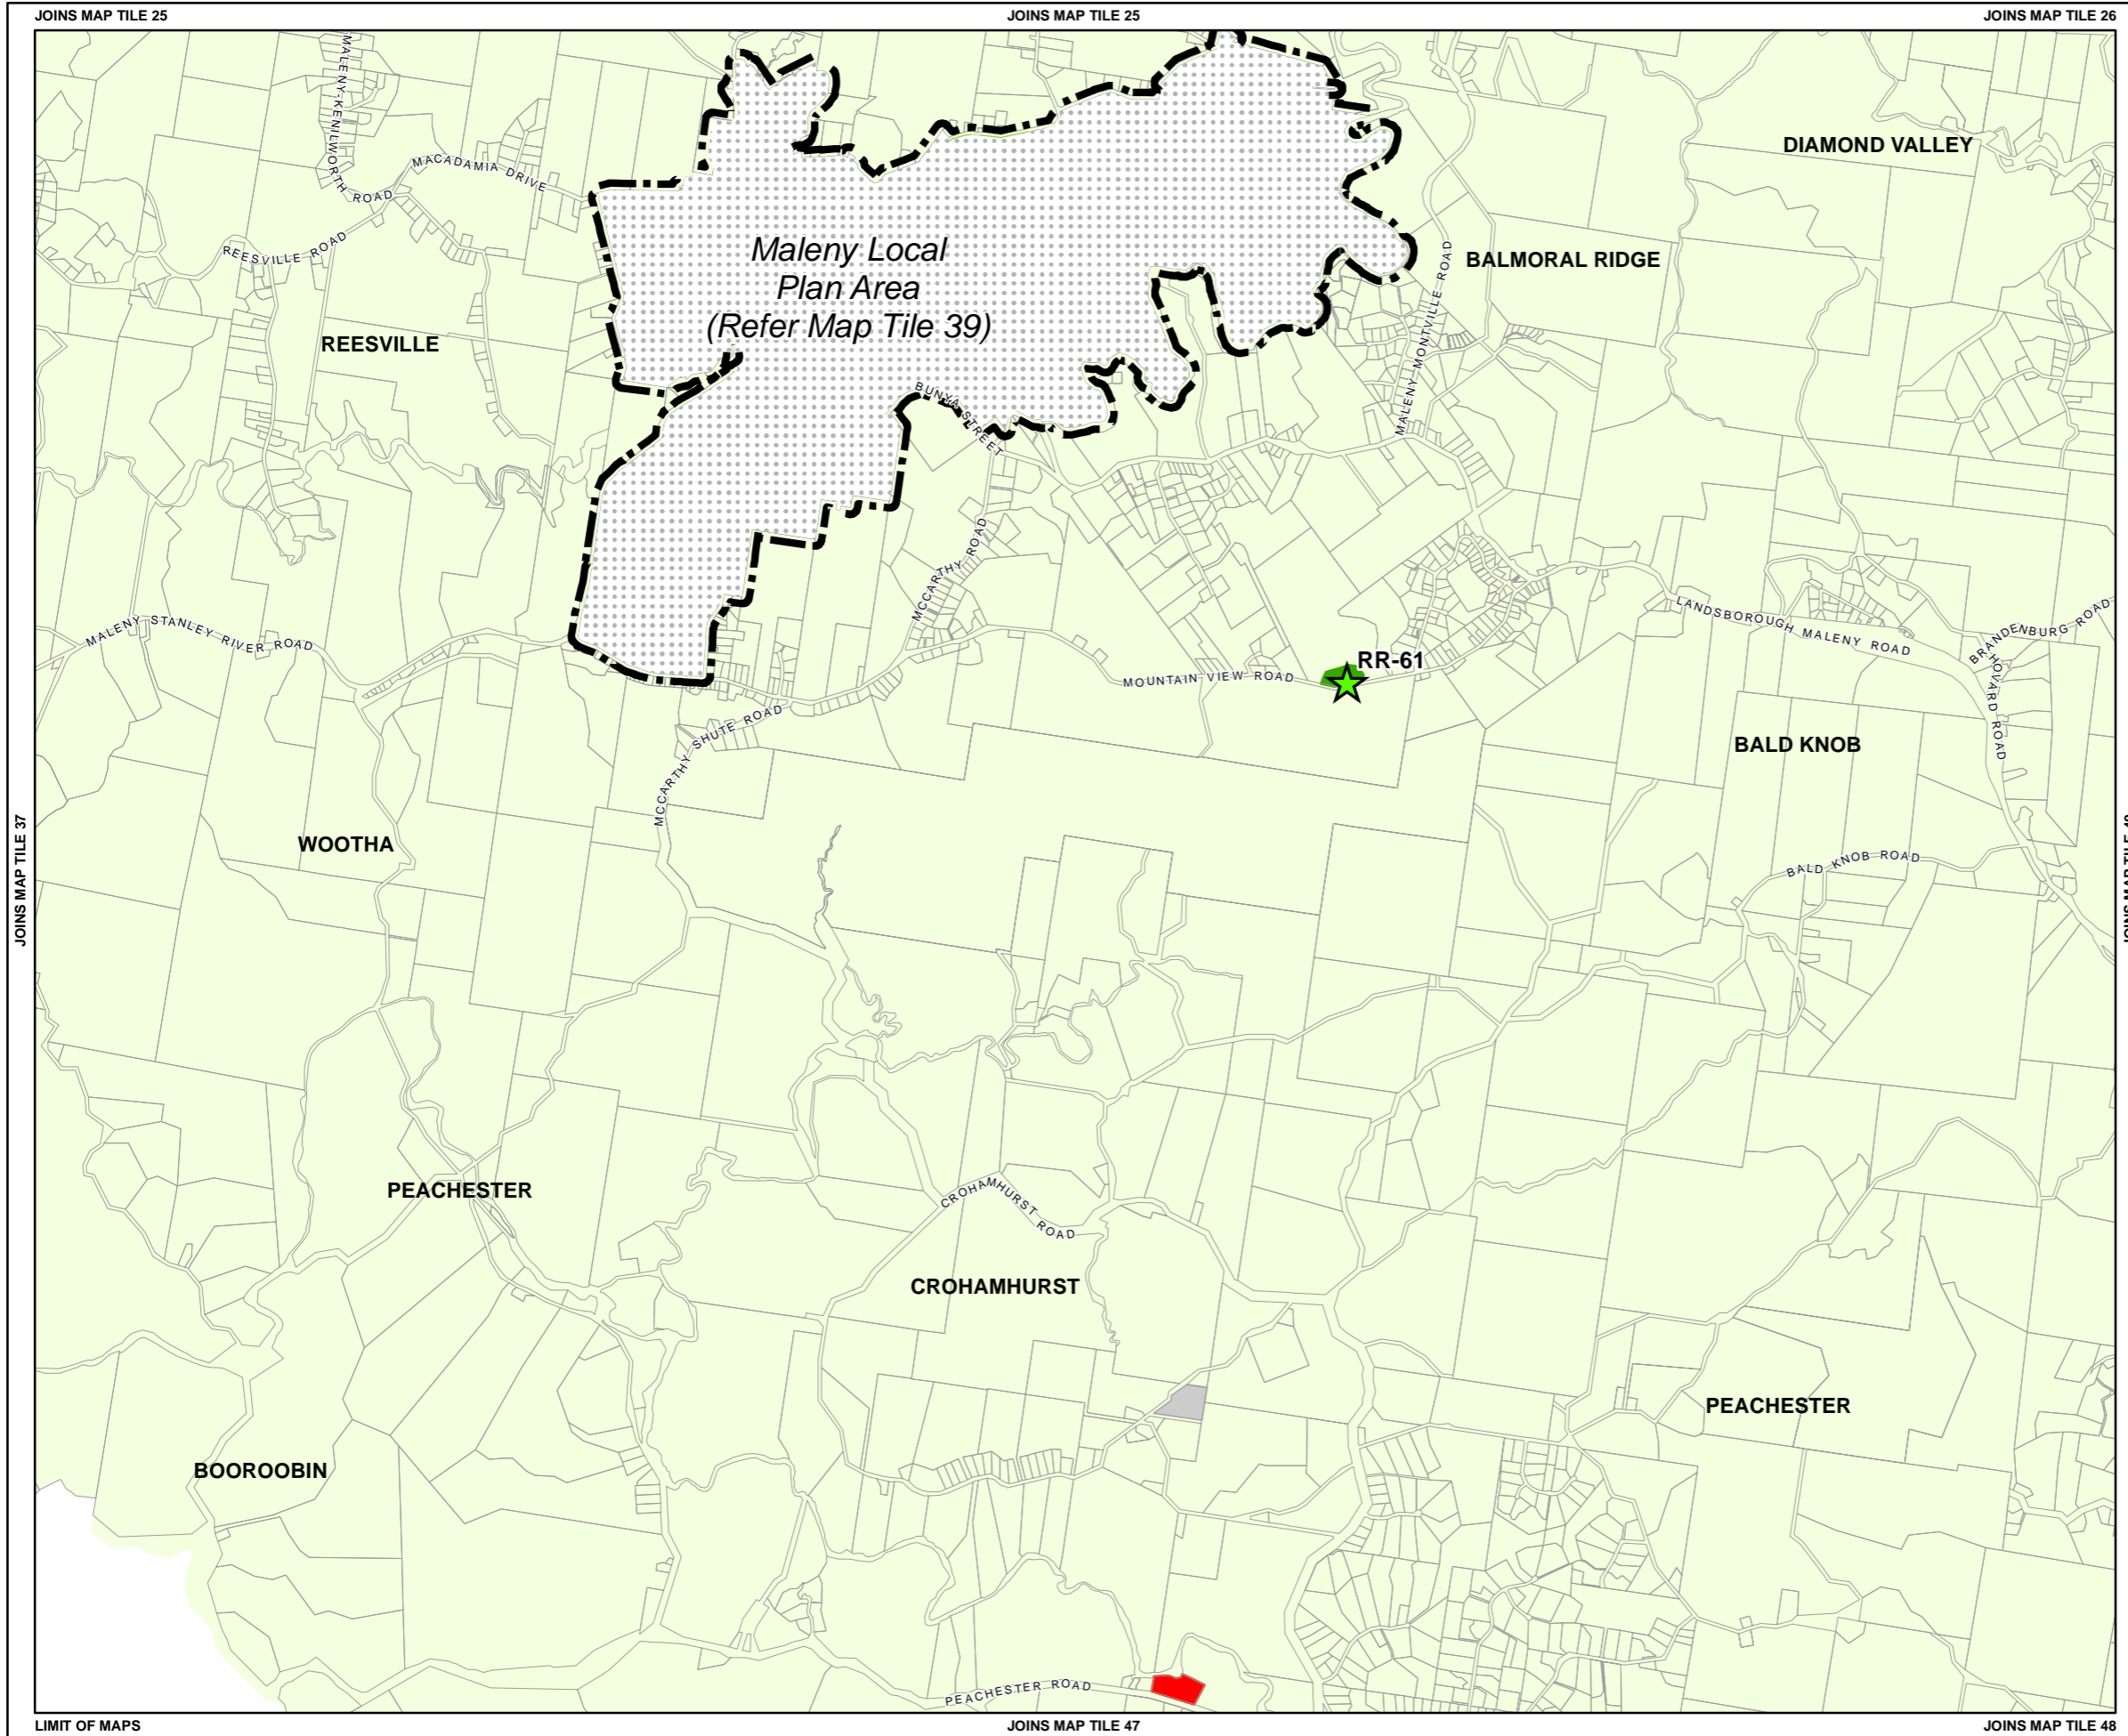 JOINS MAP TILE 25
JOINS MAP TILE 25
JOINS MAP TILE 26
MALENY-KENILWORTH ROAD
MACADAMIA DRIVE
DIAMOND VALLEY
REESVILLE ROAD
Maleny Local
Plan Area
(Refer Map Tile 39)
BALMORAL RIDGE
MALENY MONTVILLE ROAD
REESVILLE
BUNYA STREET
MCCARTHY ROAD
MALENY STANLEY RIVER ROAD
LANDSBOROUGH MALENY ROAD
BRANDENBURG ROAD
HOVARD ROAD
RR-61
MOUNTAIN VIEW ROAD
MCCARTHY SHUTE ROAD
BALD KNOB
WOOTHA
BALD KNOB ROAD
JOINS MAP TILE 37
PEACHESTER
CROHAMHURST ROAD
CROHAMHURST
PEACHESTER
BOOROOBIN
PEACHESTER ROAD
LIMIT OF MAPS
JOINS MAP TILE 47
JOINS MAP TILE 48